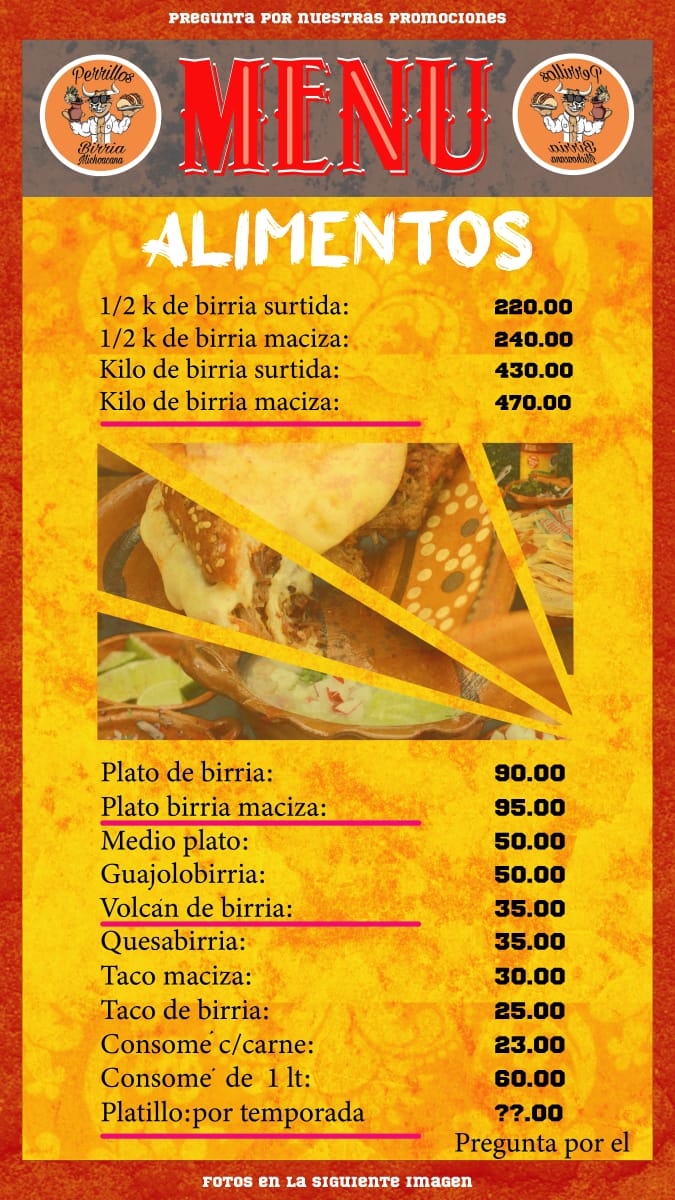 PREGUNTA POR NUESTRAS PROMOCIONES
Perrillos
Birria
Michoacana
MENU
Perrillos
Birria
Michoacana
ALIMENTOS
1/2 k de birria surtida: 220.00
1/2 k de birria maciza: 240.00
Kilo de birria surtida: 430.00
Kilo de birria maciza: 470.00
Plato de birria: 90.00
Plato birria maciza: 95.00
Medio plato: 50.00
Guajolobirria: 50.00
Volcán de birria: 35.00
Quesabirria: 35.00
Taco maciza: 30.00
Taco de birria: 25.00
Consome´ c/carne: 23.00
Consome´ de 1 lt: 60.00
Platillo:por temporada ??.00
Pregunta por el
FOTOS EN LA SIGUIENTE IMAGEN